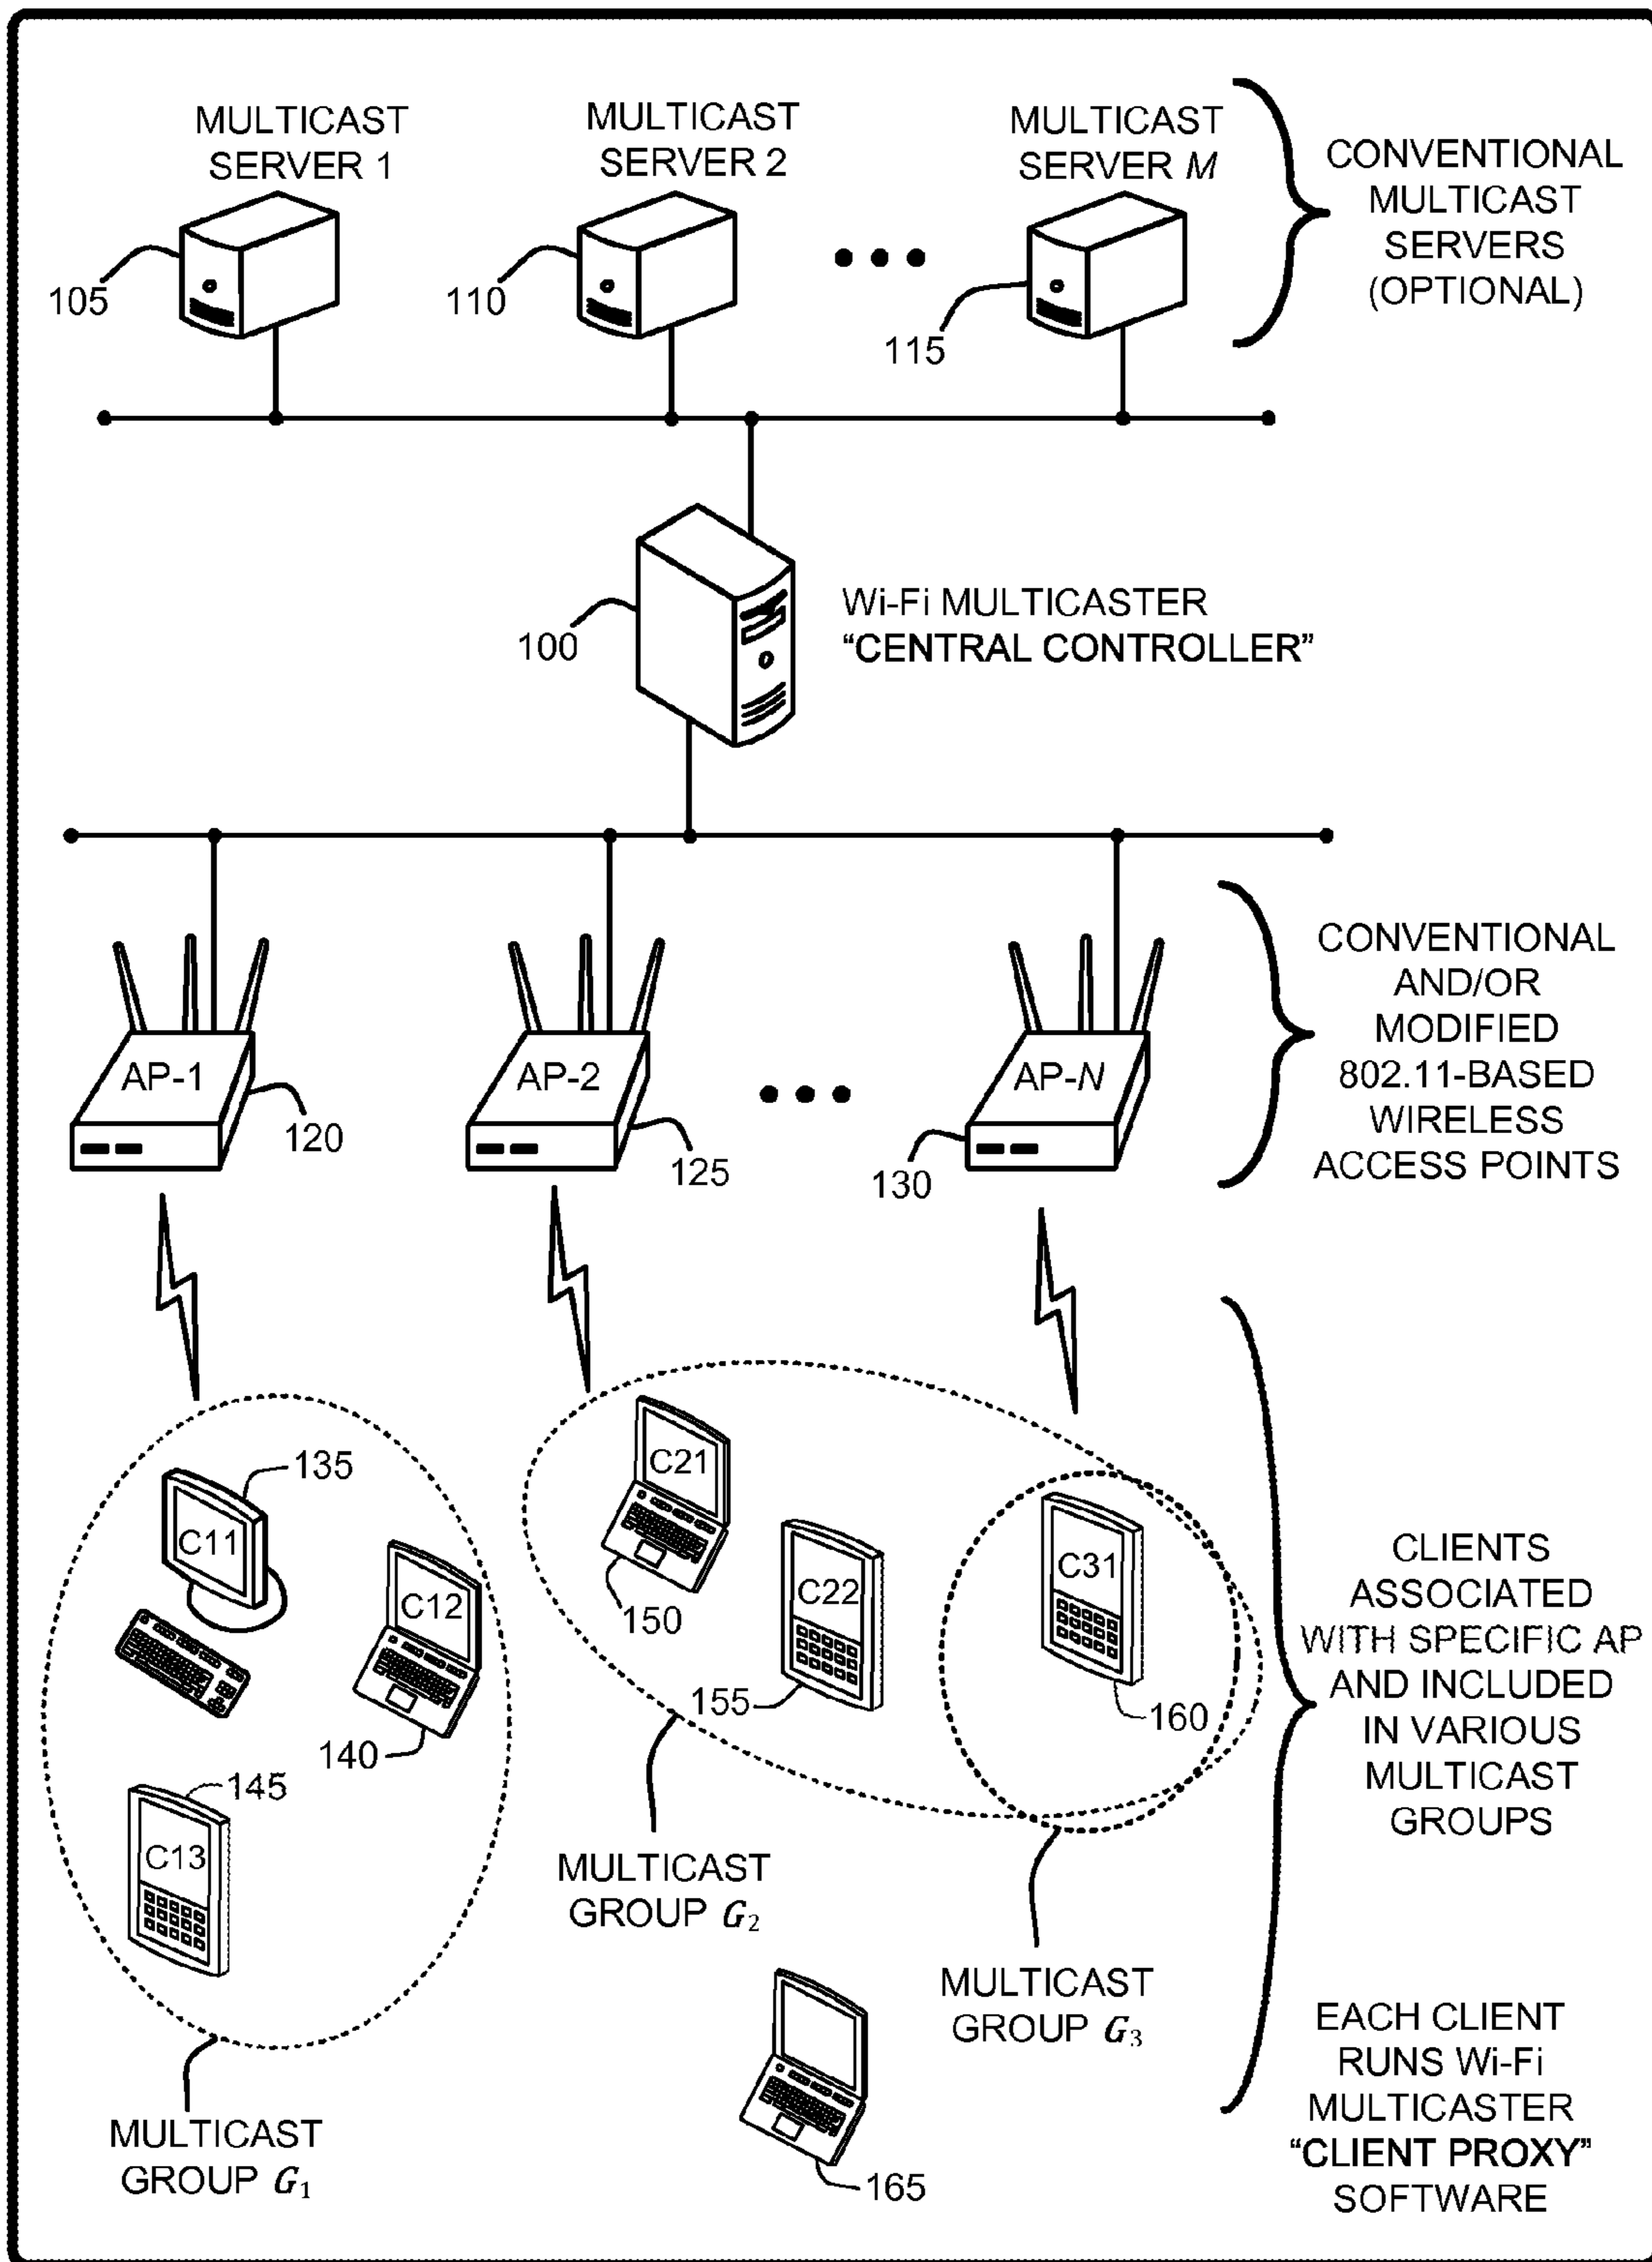 MULTICAST
SERVER 1
MULTICAST
SERVER 2
MULTICAST
SERVER M
CONVENTIONAL
MULTICAST
SERVERS
(OPTIONAL)
105
110
115
100
Wi-Fi MULTICASTER
“CENTRAL CONTROLLER”
AP-1
AP-2
AP-N
120
125
130
CONVENTIONAL
AND/OR
MODIFIED
802.11-BASED
WIRELESS
ACCESS POINTS
135
C11
C12
140
145
C13
C21
150
C22
155
C31
160
CLIENTS
ASSOCIATED
WITH SPECIFIC AP
AND INCLUDED
IN VARIOUS
MULTICAST
GROUPS
MULTICAST
GROUP G1
MULTICAST
GROUP G2
MULTICAST
GROUP G3
165
EACH CLIENT
RUNS Wi-Fi
MULTICASTER
“CLIENT PROXY”
SOFTWARE